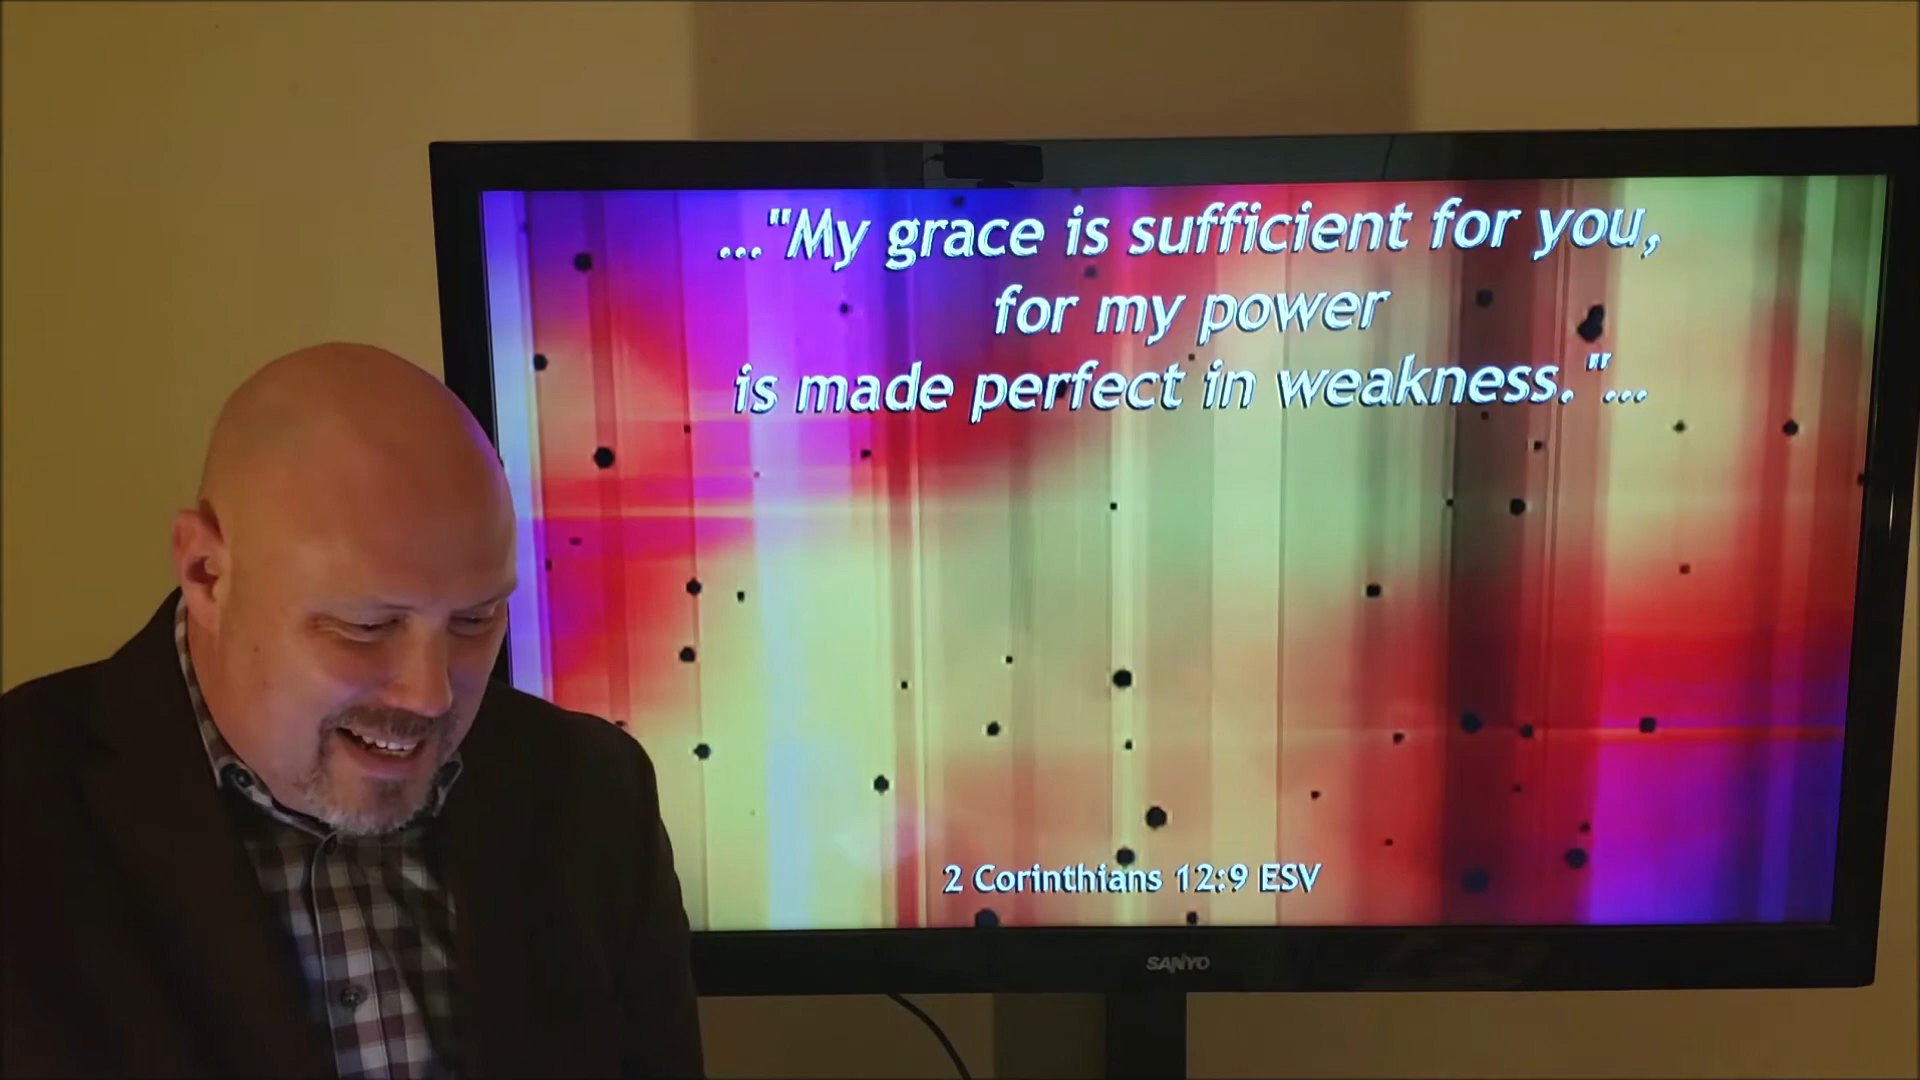 ..."My grace is sufficient for you,
for my power
is made perfect in weakness."...
2 Corinthians 12:9 ESV
SANYO